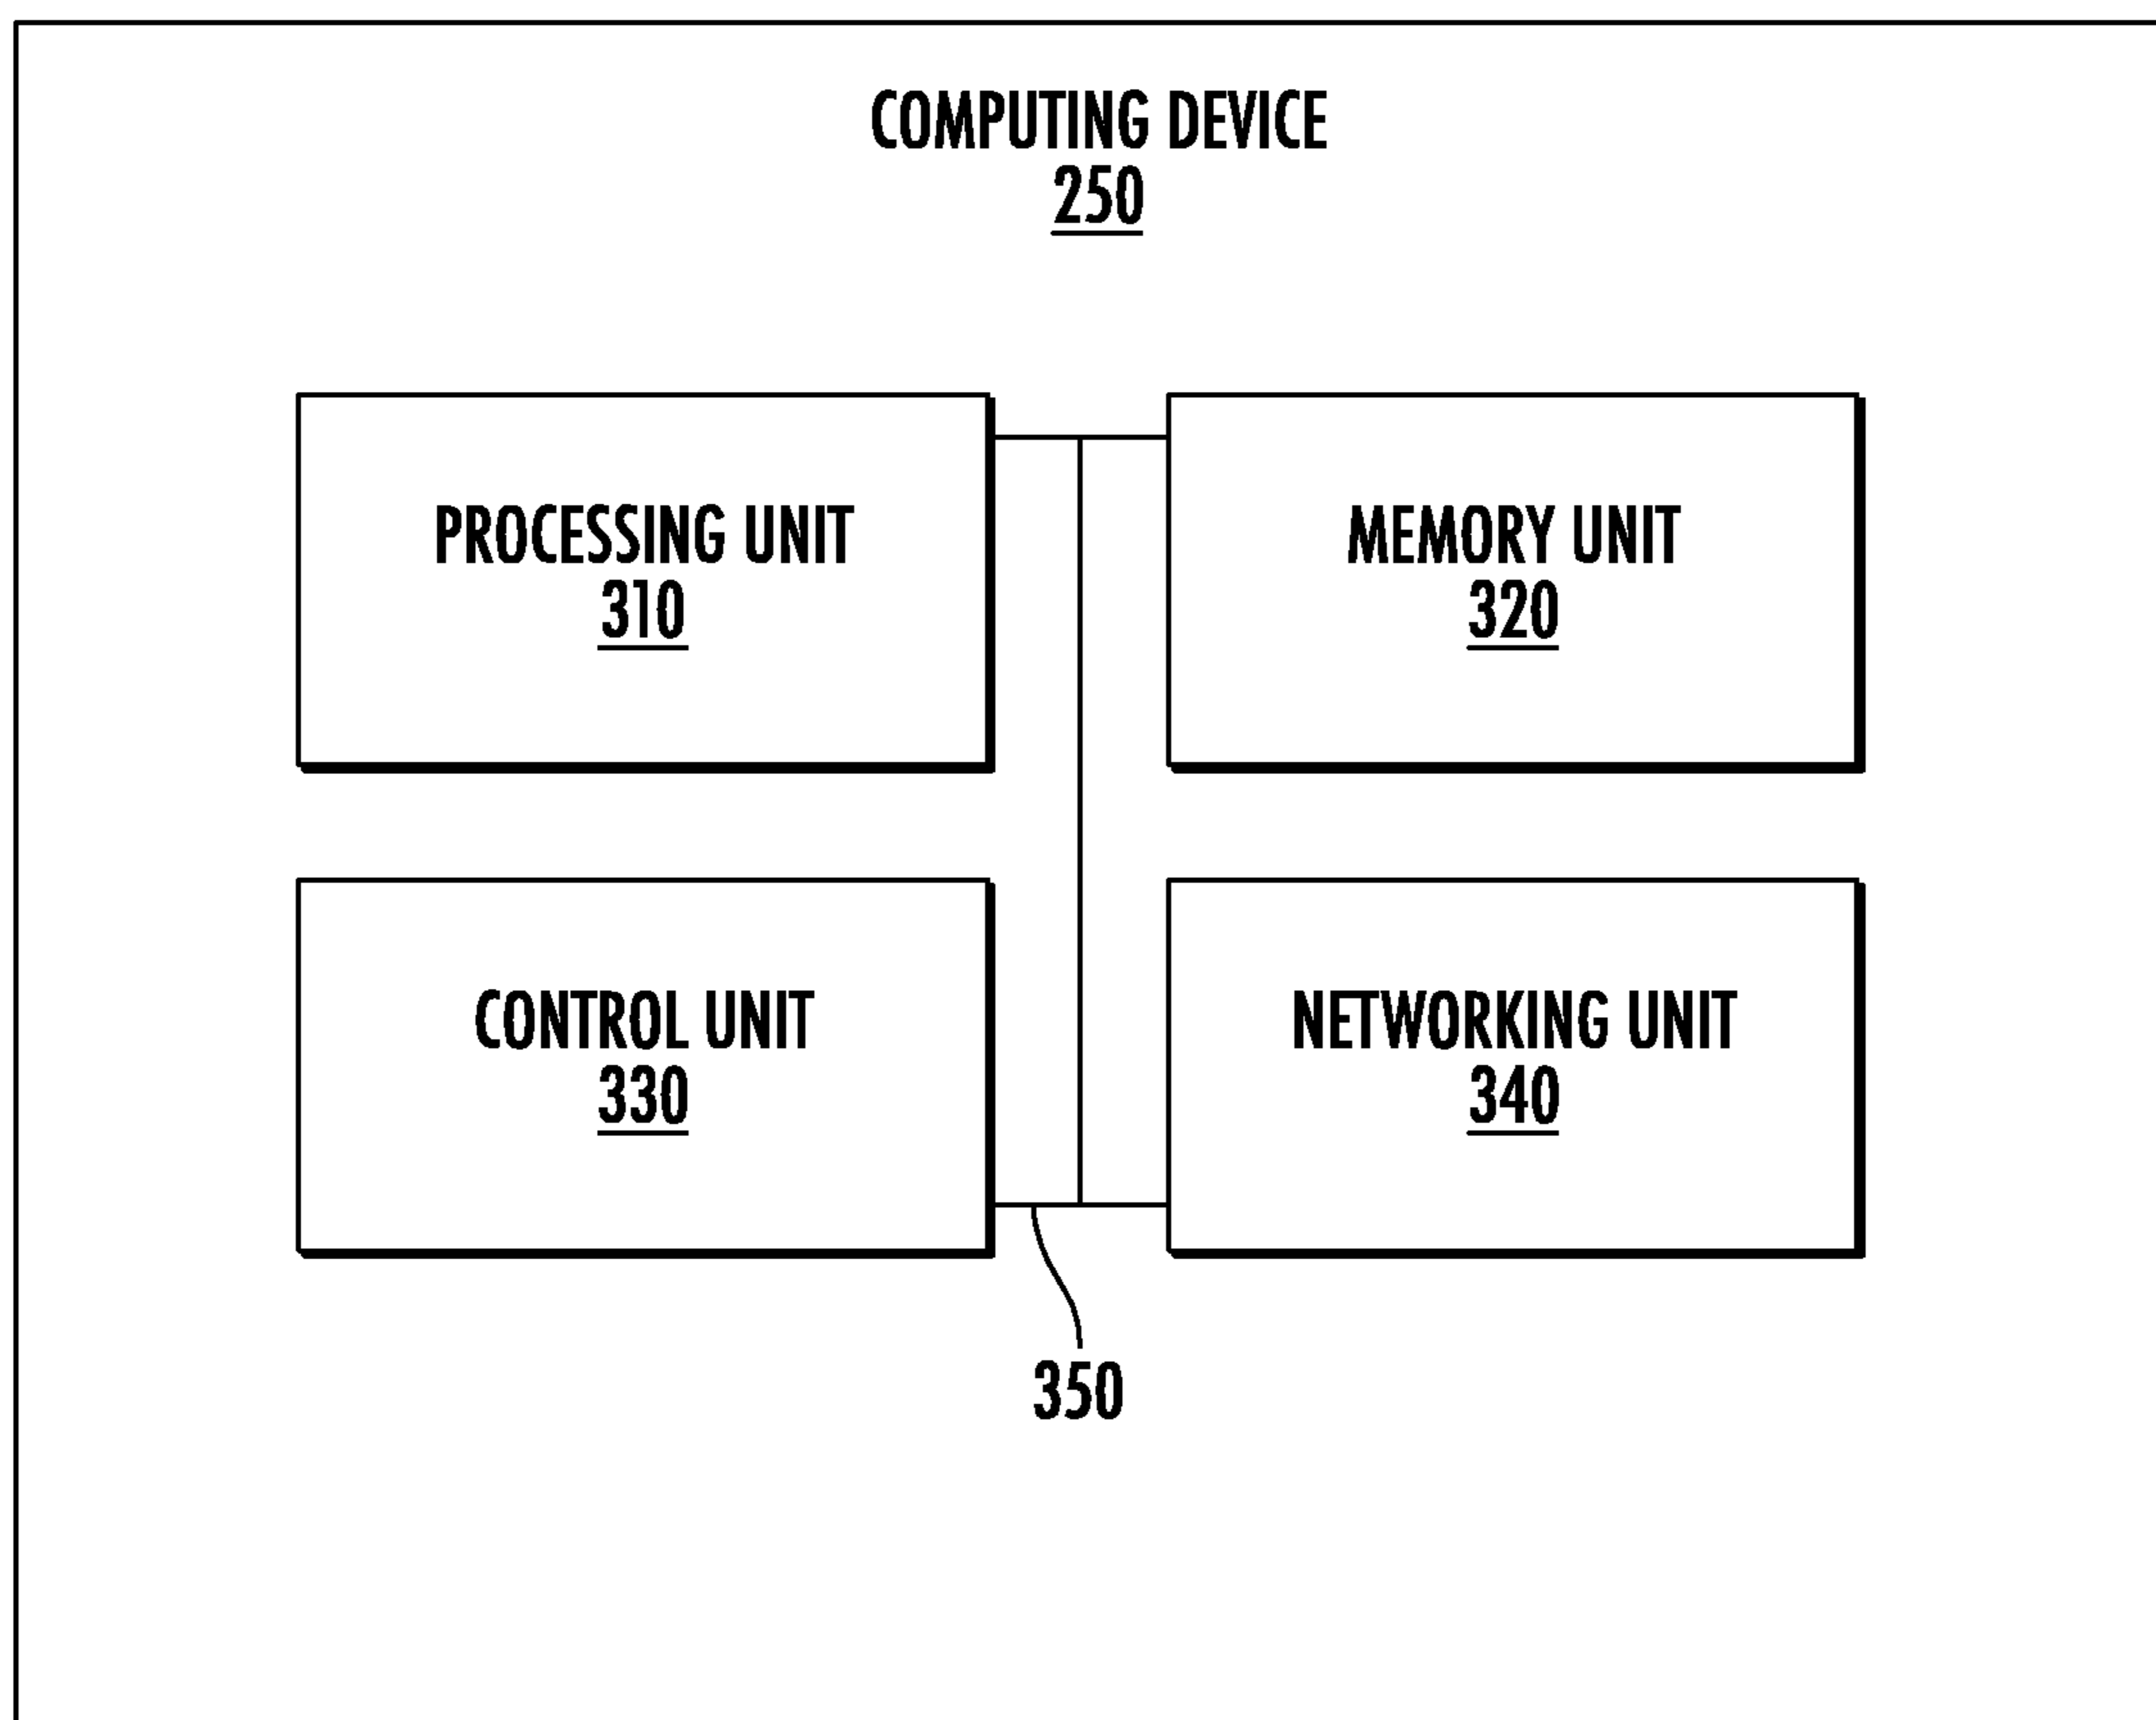 COMPUTING DEVICE
250
PROCESSING UNIT
310
MEMORY UNIT
320
CONTROL UNIT
330
NETWORKING UNIT
340
350